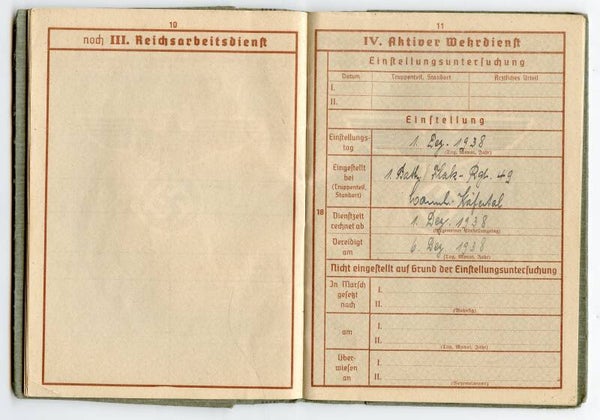 10
noch III. Reichsarbeitsdienst
11
IV. Aktiver Wehrdienst
Einstellungsuntersuchung
Datum Truppenteil, Standort Ärztliches Urteil
I.
II.
Einstellung
Einstellungs-
tag
1. Dez. 1938
(Tag, Monat, Jahr)
Eingestellt
bei
(Truppenteil,
Standort)
1. Battr./ Flak-Rgt. 49
Mannh.-Käfertal
18
Dienstzeit
rechnet ab
1. Dez. 1938
Vereidigt
am
6. Dez. 1938
(Tag, Monat, Jahr)
Nicht eingestellt auf Grund der Einstellungsuntersuchung
In Marsch
gesetzt
nach
I.
II.
am
I.
II.
(Tag, Monat, Jahr)
Über-
wiesen
an
I.
II.